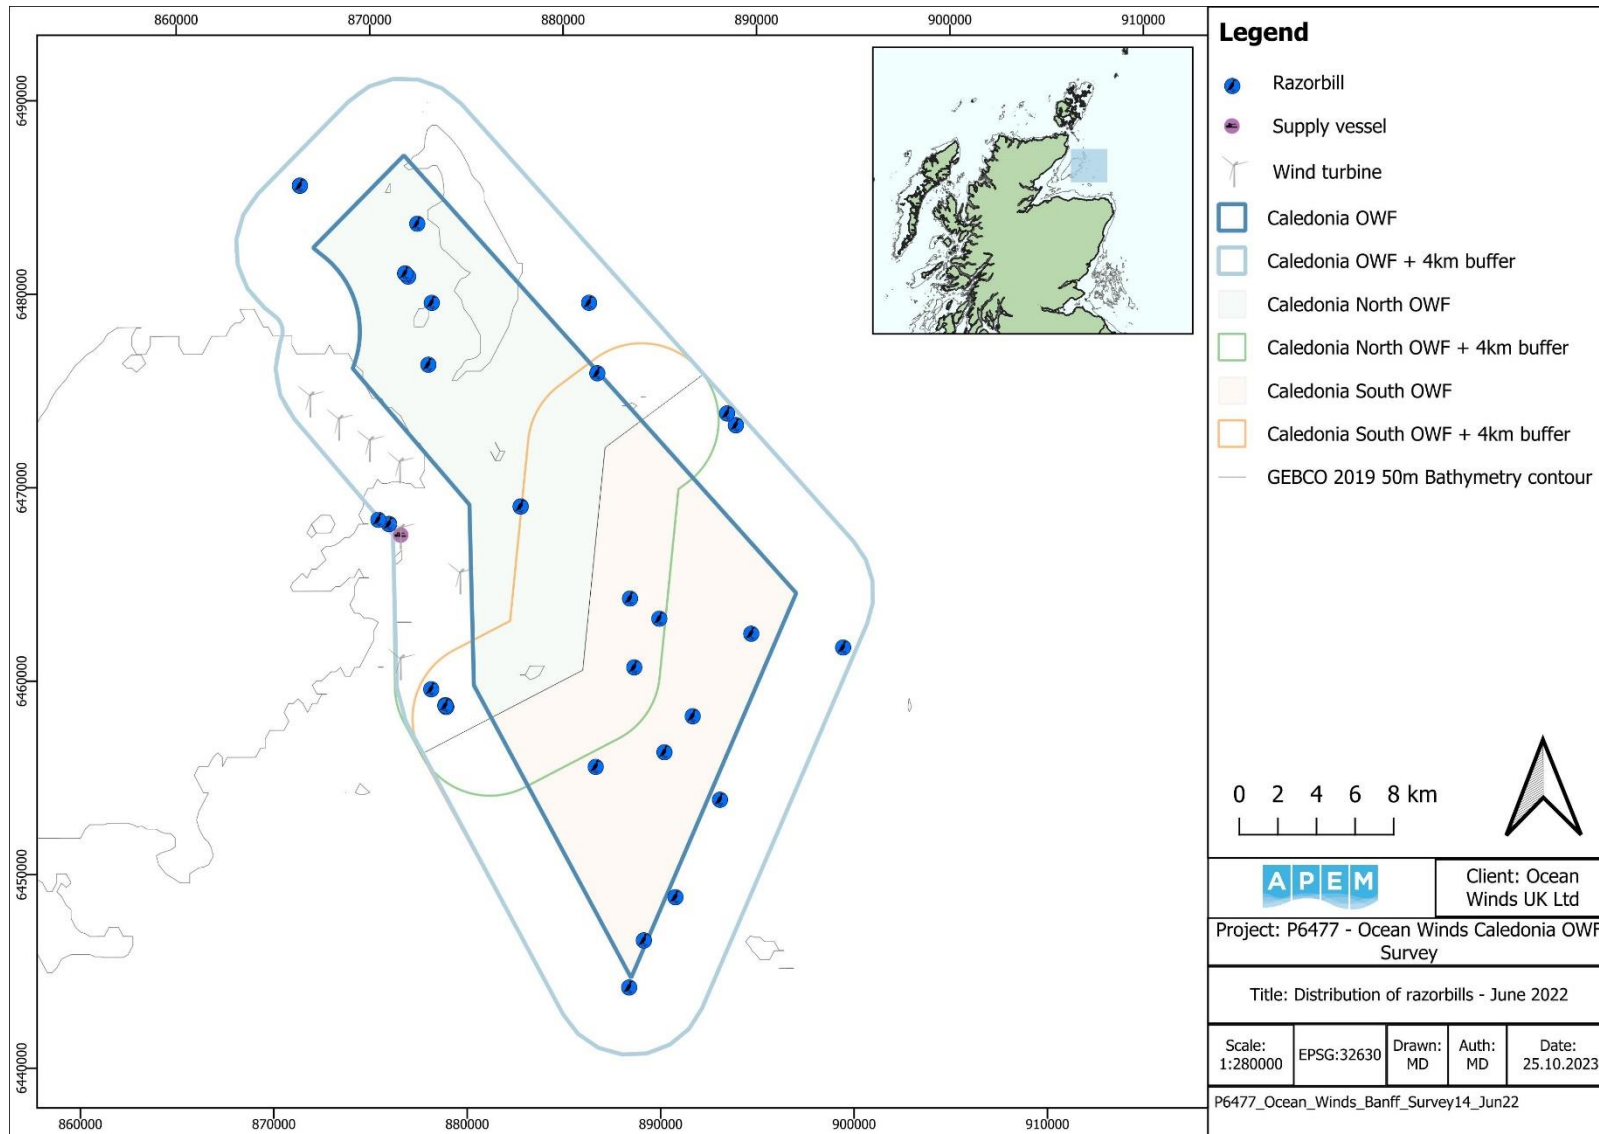 860000 870000 880000 890000 900000 910000
6490000
6480000
6470000
6460000
6450000
6440000
860000 870000 880000 890000 900000 910000
Legend
Razorbill
Supply vessel
Wind turbine
Caledonia OWF
Caledonia OWF + 4km buffer
Caledonia North OWF
Caledonia North OWF + 4km buffer
Caledonia South OWF
Caledonia South OWF + 4km buffer
GEBCO 2019 50m Bathymetry contour
0 2 4 6 8 km
APEM
Client: Ocean
Winds UK Ltd
Project: P6477 - Ocean Winds Caledonia OWF
Survey
Title: Distribution of razorbills - June 2022
Scale:
1:280000
EPSG:32630
Drawn:
MD
Auth:
MD
Date:
25.10.2023
P6477_Ocean_Winds_Banff_Survey14_Jun22